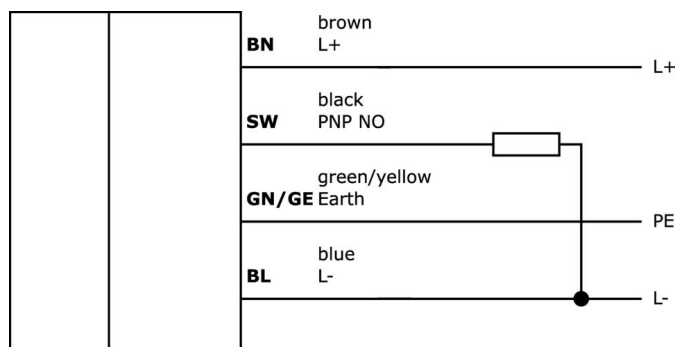 brown
BN L+
L+
black
SW PNP NO
green/yellow
GN/GE Earth
PE
blue
BL L-
L-